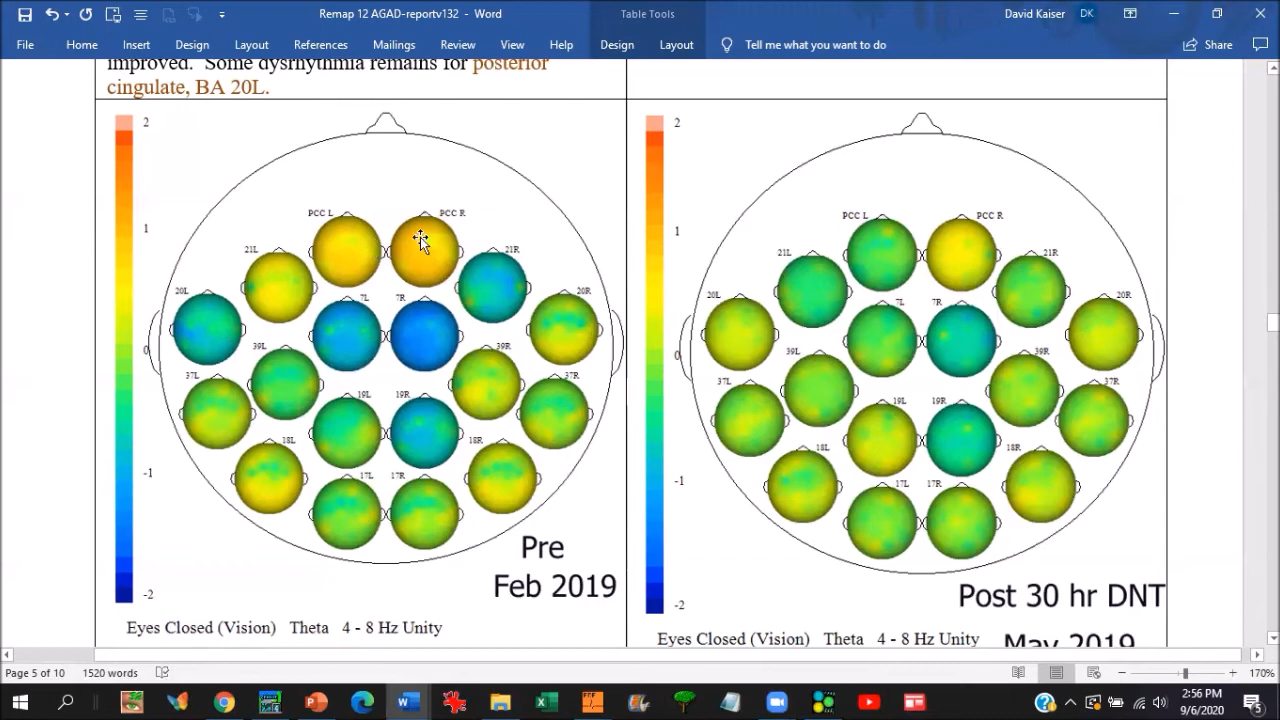 Remap 12 AGAD-reportv132 - Word
Table Tools
David Kaiser DK
File Home Insert Design Layout References Mailings Review View Help Design Layout Tell me what you want to do Share
improved. Some dysrhythmia remains for posterior
cingulate, BA 20L.
2
1
0
-1
-2
PCC L PCC R
21L 21R
20L 7L 7R 20R
39L 39R
37L 37R
19L 19R
18L 18R
17L 17R
Pre
Feb 2019
Eyes Closed (Vision) Theta 4 - 8 Hz Unity
2
1
0
-1
-2
PCC L PCC R
21L 21R
20L 7L 7R 20R
39L 39R
37L 37R
19L 19R
18L 18R
17L 17R
Post 30 hr DNT
Eyes Closed (Vision) Theta 4 - 8 Hz Unity
May 2019
Page 5 of 10 1520 words
170%
2:56 PM
9/6/2020
5